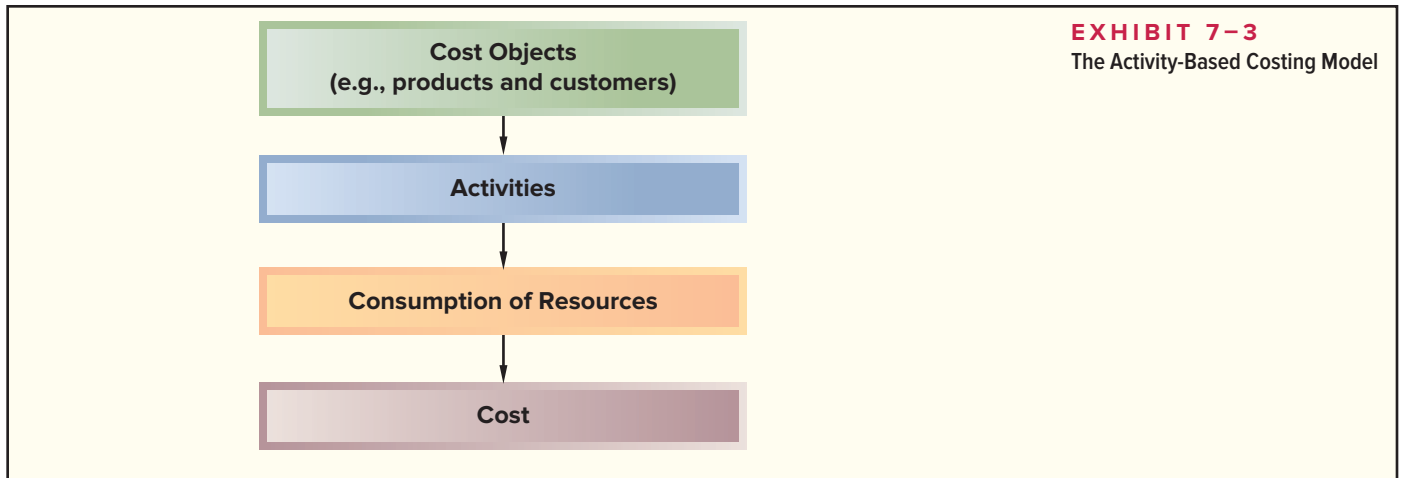 EXHIBIT 7–3
The Activity-Based Costing Model
Cost Objects
(e.g., products and customers)
Activities
Consumption of Resources
Cost